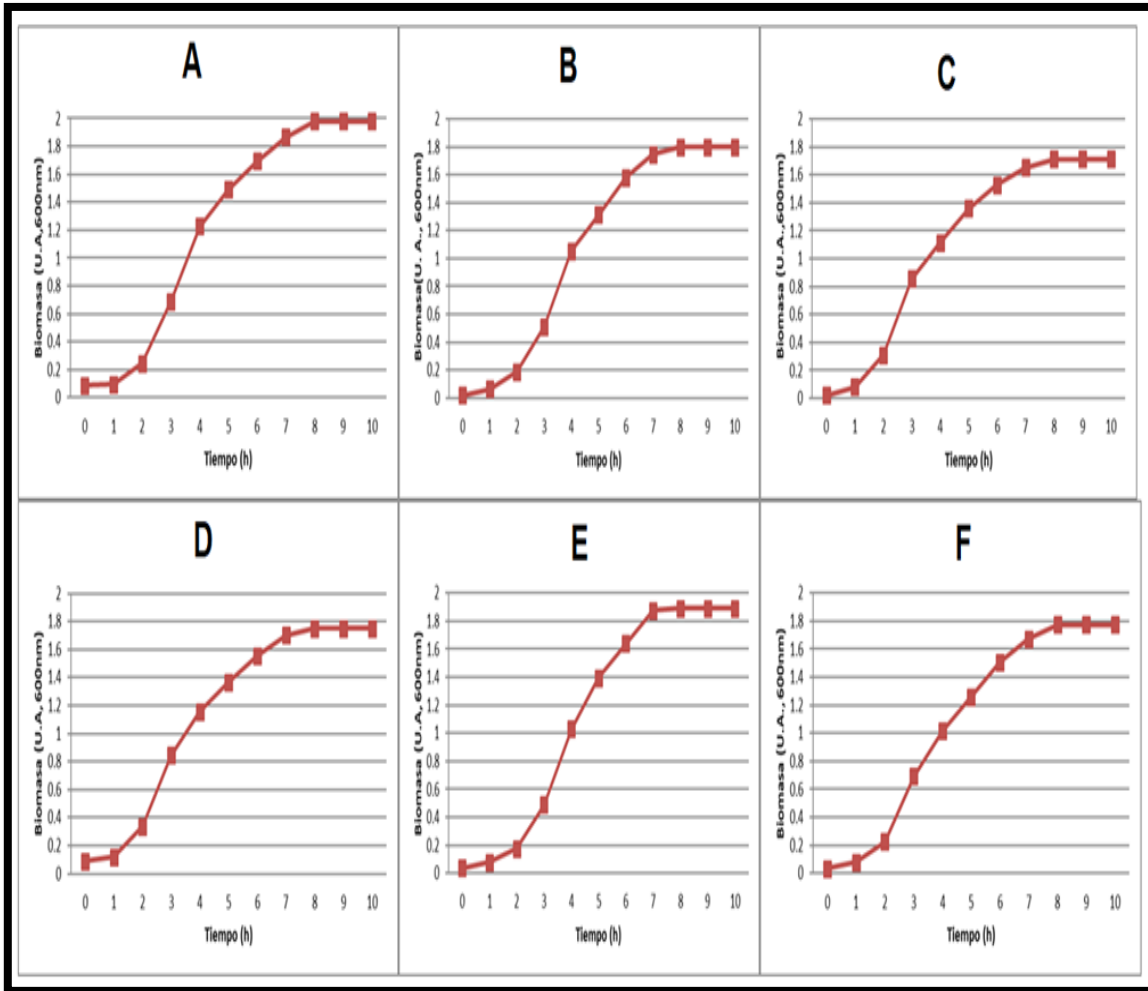 A
Biomasa (U.A,600nm)
2
1.8
1.6
1.4
1.2
1
0.8
0.6
0.4
0.2
0
0 1 2 3 4 5 6 7 8 9 10
Tiempo (h)
B
Biomasa(U. A., 600nm)
2
1.8
1.6
1.4
1.2
1
0.8
0.6
0.4
0.2
0
0 1 2 3 4 5 6 7 8 9 10
Tiempo (h)
C
Biomasa (U.A.,600nm)
2
1.8
1.6
1.4
1.2
1
0.8
0.6
0.4
0.2
0
0 1 2 3 4 5 6 7 8 9 10
Tiempo (h)
D
Biomasa (U.A, 600nm)
2
1.8
1.6
1.4
1.2
1
0.8
0.6
0.4
0.2
0
0 1 2 3 4 5 6 7 8 9 10
Tiempo (h)
E
Biomasa (U.A, 600nm)
2
1.8
1.6
1.4
1.2
1
0.8
0.6
0.4
0.2
0
0 1 2 3 4 5 6 7 8 9 10
Tiempo (h)
F
Biomasa (U.A., 600nm)
2
1.8
1.6
1.4
1.2
1
0.8
0.6
0.4
0.2
0
0 1 2 3 4 5 6 7 8 9 10
Tiempo (h)